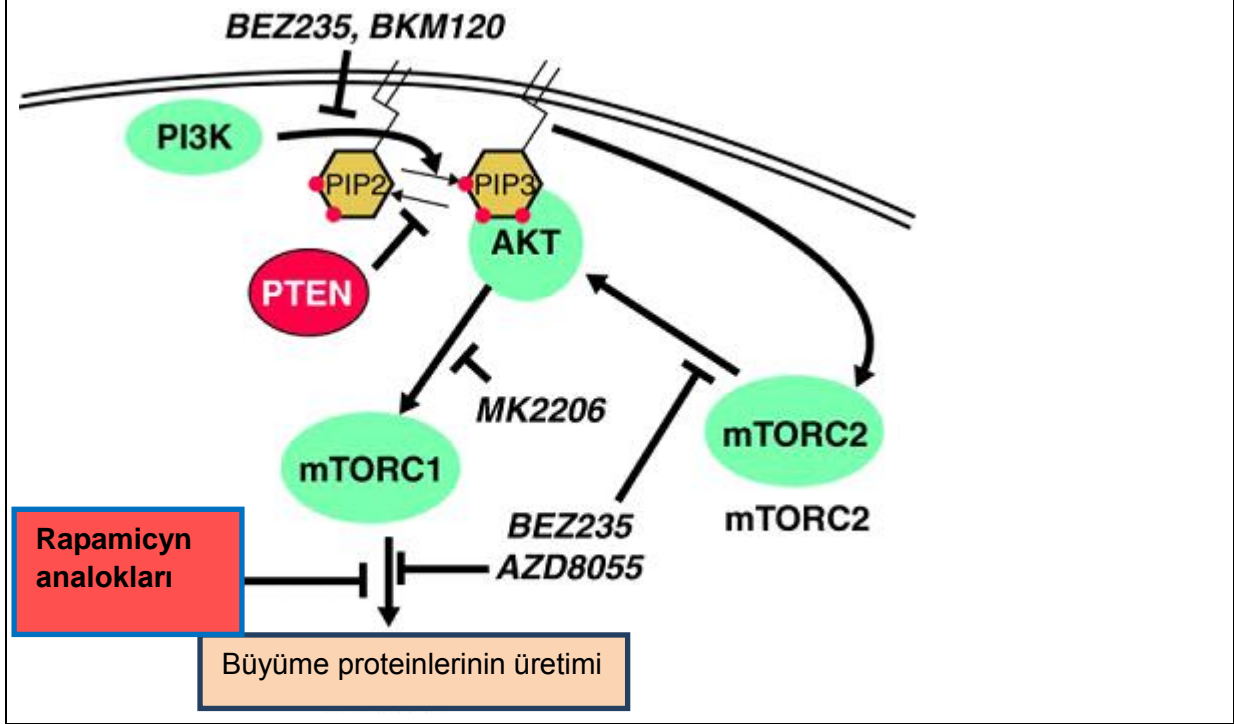 BEZ235, BKM120
PI3K
PIP2
PIP3
AKT
PTEN
MK2206
mTORC1
mTORC2
mTORC2
BEZ235
AZD8055
Rapamicyn
analokları
Büyüme proteinlerinin üretimi